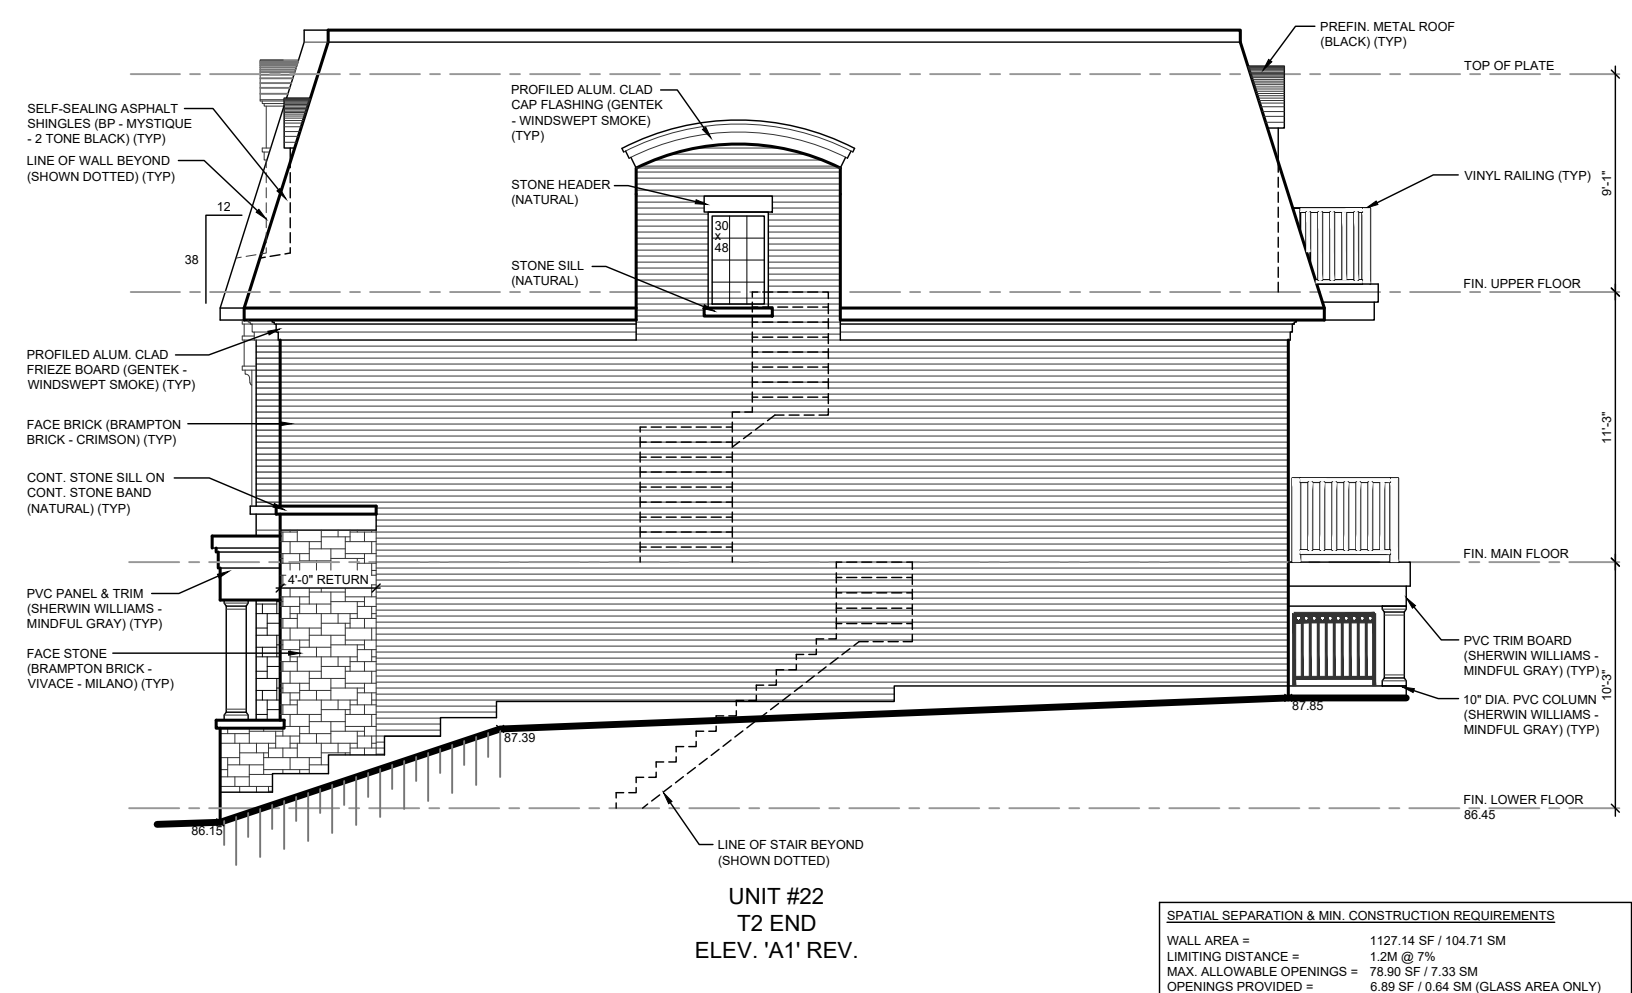 PREFIN. METAL ROOF
(BLACK) (TYP)
TOP OF PLATE
SELF-SEALING ASPHALT
SHINGLES (BP - MYSTIQUE
- 2 TONE BLACK) (TYP)
LINE OF WALL BEYOND
(SHOWN DOTTED) (TYP)
PROFILED ALUM. CLAD
CAP FLASHING (GENTEK
- WINDSWEPT SMOKE)
(TYP)
STONE HEADER
(NATURAL)
VINYL RAILING (TYP)
9'-1"
12
38
30
x
48
STONE SILL
(NATURAL)
FIN. UPPER FLOOR
PROFILED ALUM. CLAD
FRIEZE BOARD (GENTEK -
WINDSWEPT SMOKE) (TYP)
FACE BRICK (BRAMPTON
BRICK - CRIMSON) (TYP)
11'-3"
CONT. STONE SILL ON
CONT. STONE BAND
(NATURAL) (TYP)
FIN. MAIN FLOOR
4'-0" RETURN
PVC PANEL & TRIM
(SHERWIN WILLIAMS -
MINDFUL GRAY) (TYP)
FACE STONE
(BRAMPTON BRICK -
VIVACE - MILANO) (TYP)
PVC TRIM BOARD
(SHERWIN WILLIAMS -
MINDFUL GRAY) (TYP)
10'-3"
10" DIA. PVC COLUMN
(SHERWIN WILLIAMS -
MINDFUL GRAY) (TYP)
87.85
87.39
86.15
FIN. LOWER FLOOR
86.45
LINE OF STAIR BEYOND
(SHOWN DOTTED)
UNIT #22
T2 END
ELEV. 'A1' REV.
SPATIAL SEPARATION & MIN. CONSTRUCTION REQUIREMENTS
WALL AREA = 1127.14 SF / 104.71 SM
LIMITING DISTANCE = 1.2M @ 7%
MAX. ALLOWABLE OPENINGS = 78.90 SF / 7.33 SM
OPENINGS PROVIDED = 6.89 SF / 0.64 SM (GLASS AREA ONLY)